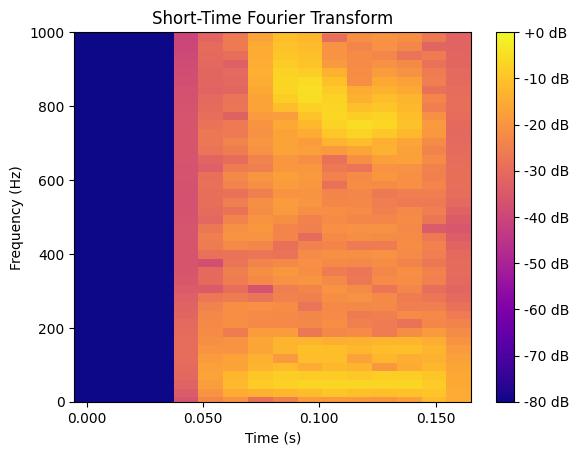 Short-Time Fourier Transform
1000
800
600
400
200
0
Frequency (Hz)
0.000
0.050
0.100
0.150
Time (s)
+0 dB
-10 dB
-20 dB
-30 dB
-40 dB
-50 dB
-60 dB
-70 dB
-80 dB